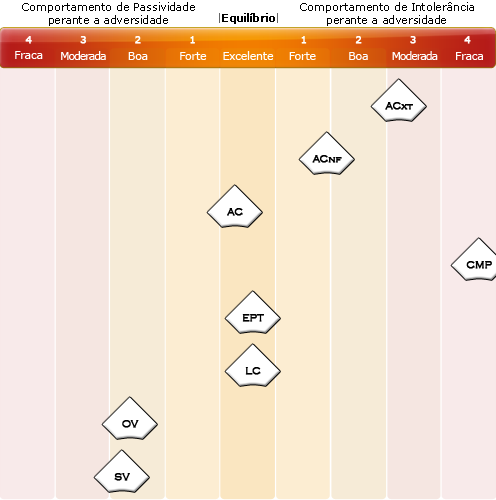 Comportamento de Passividade
perante a adversidade
|Equilíbrio|
Comportamento de Intolerância
perante a adversidade
4 3 2 1 1 2 3 4
Fraca Moderada Boa Forte Excelente Forte Boa Moderada Fraca
ACXT
ACNF
AC
CMP
EPT
LC
OV
SV